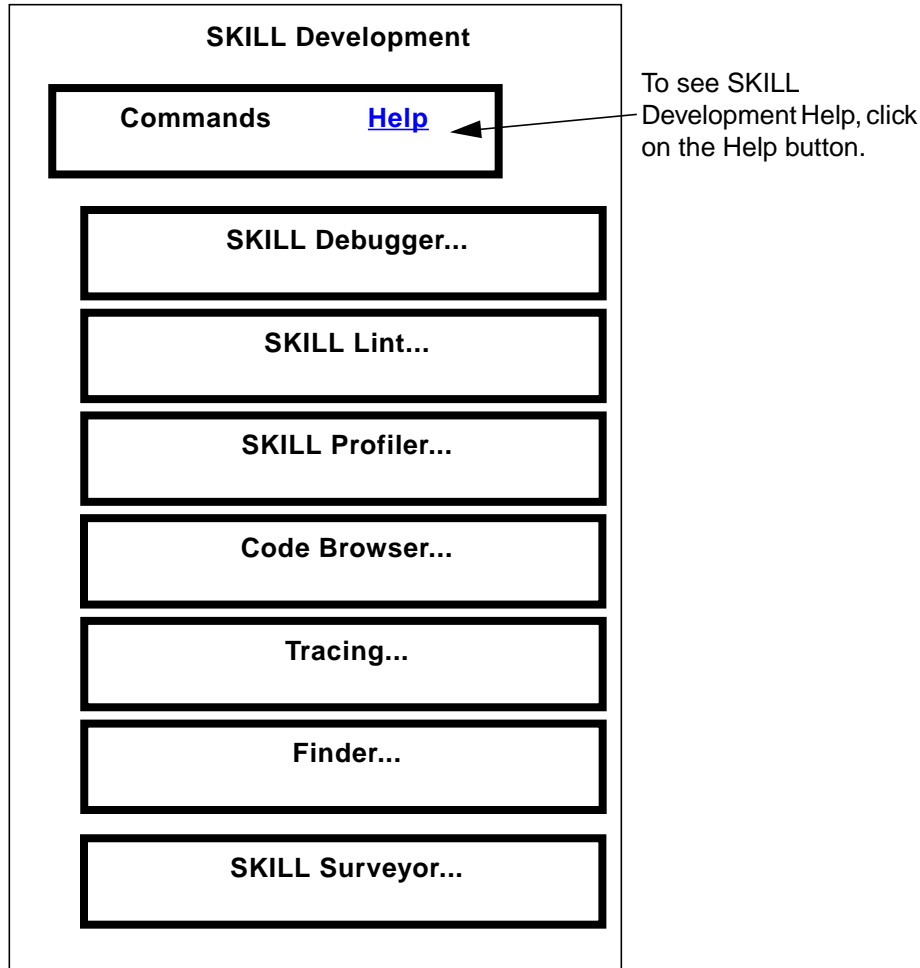 SKILL Development
Commands Help
To see SKILL
Development Help, click
on the Help button.
SKILL Debugger...
SKILL Lint...
SKILL Profiler...
Code Browser...
Tracing...
Finder...
SKILL Surveyor...